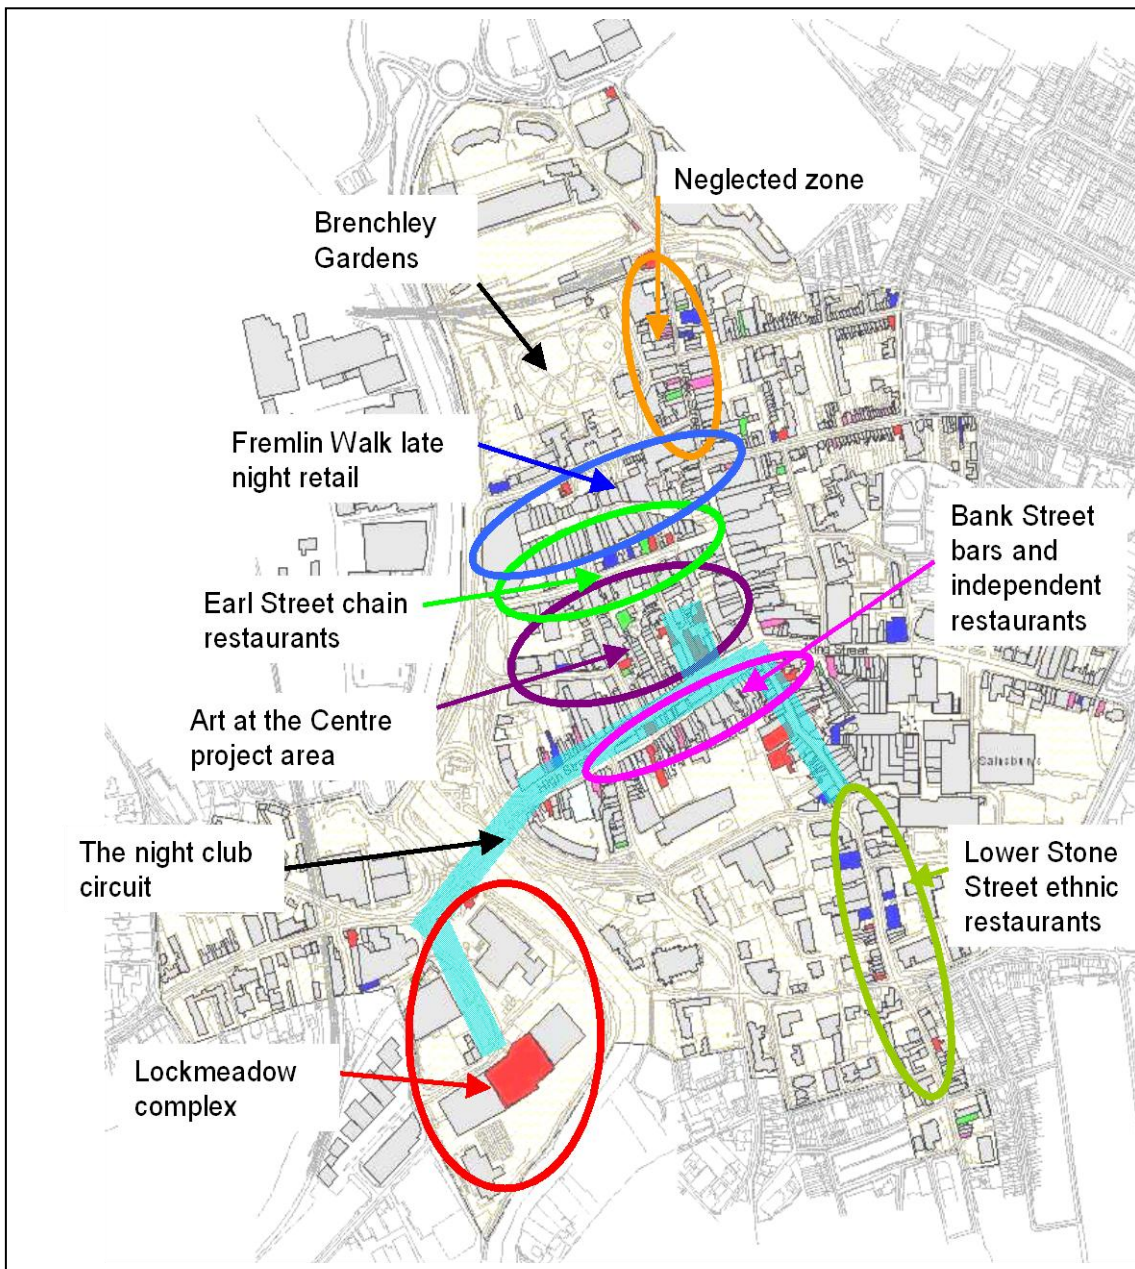 Neglected zone
Brenchley
Gardens
Fremlin Walk late
night retail
Bank Street
bars and
independent
restaurants
Earl Street chain
restaurants
Art at the Centre
project area
Sainsbury's
The night club
circuit
Lower Stone
Street ethnic
restaurants
Lockmeadow
complex